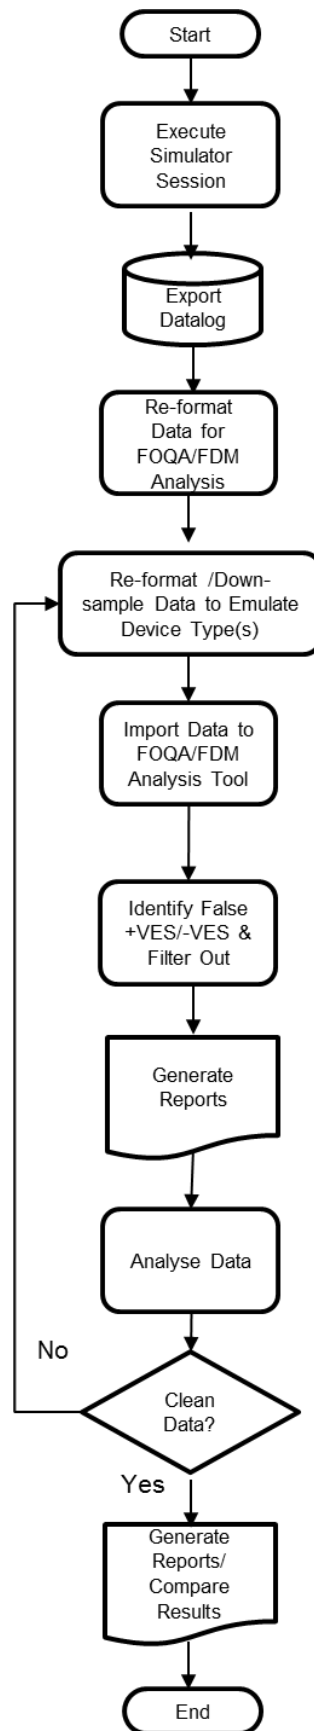 Start
Execute
Simulator
Session
Export
Datalog
Re-format
Data for
FOQA/FDM
Analysis
Re-format /Down-
sample Data to Emulate
Device Type(s)
Import Data to
FOQA/FDM
Analysis Tool
Identify False
+VES/-VES &
Filter Out
Generate
Reports
Analyse Data
No
Clean
Data?
Yes
Generate
Reports/
Compare
Results
End